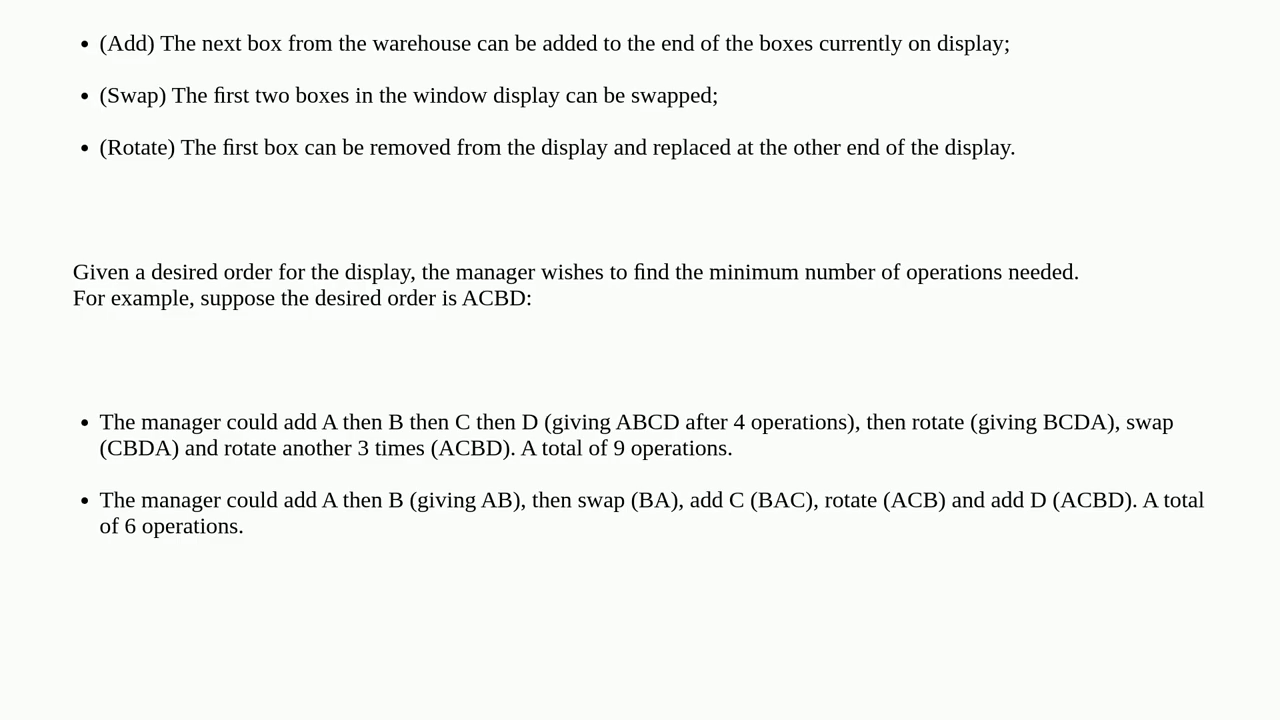 • (Add) The next box from the warehouse can be added to the end of the boxes currently on display;
• (Swap) The first two boxes in the window display can be swapped;
• (Rotate) The first box can be removed from the display and replaced at the other end of the display.
Given a desired order for the display, the manager wishes to find the minimum number of operations needed.
For example, suppose the desired order is ACBD:
• The manager could add A then B then C then D (giving ABCD after 4 operations), then rotate (giving BCDA), swap
(CBDA) and rotate another 3 times (ACBD). A total of 9 operations.
• The manager could add A then B (giving AB), then swap (BA), add C (BAC), rotate (ACB) and add D (ACBD). A total
of 6 operations.